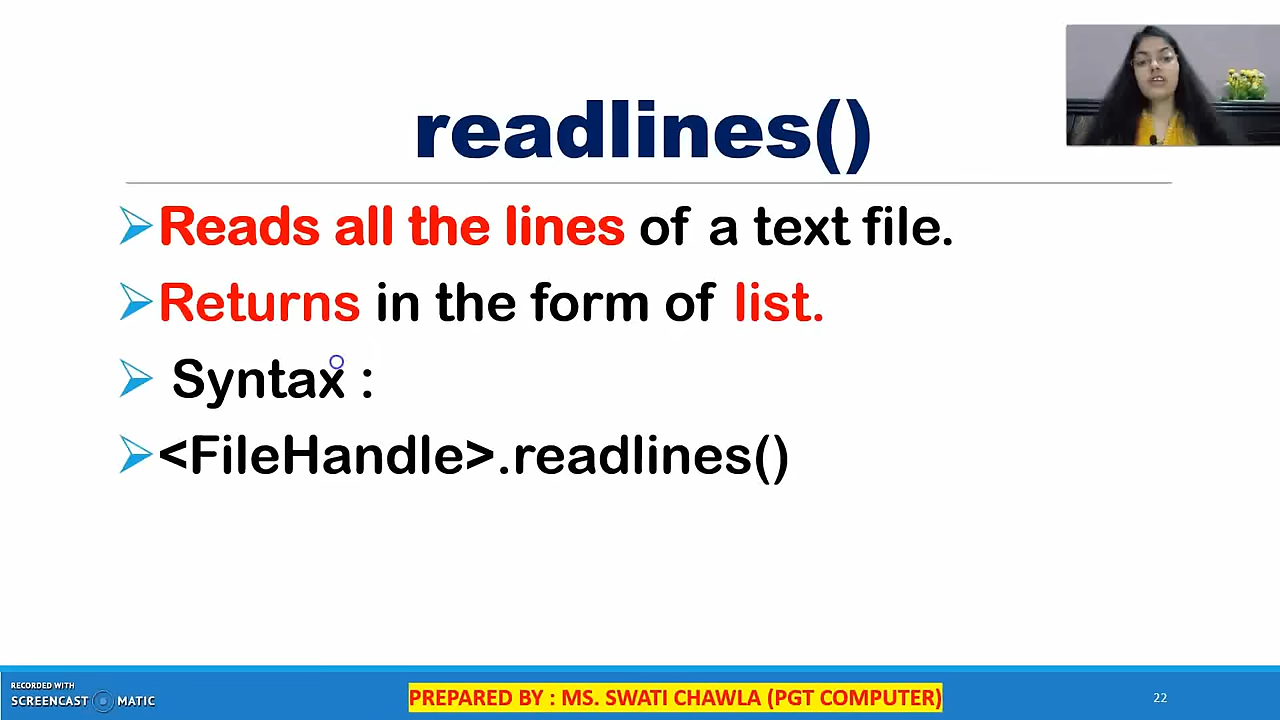 readlines()
Reads all the lines of a text file.
Returns in the form of list.
Syntax :
<FileHandle>.readlines()
RECORDED WITH
SCREENCAST MATIC
PREPARED BY : MS. SWATI CHAWLA (PGT COMPUTER)
22